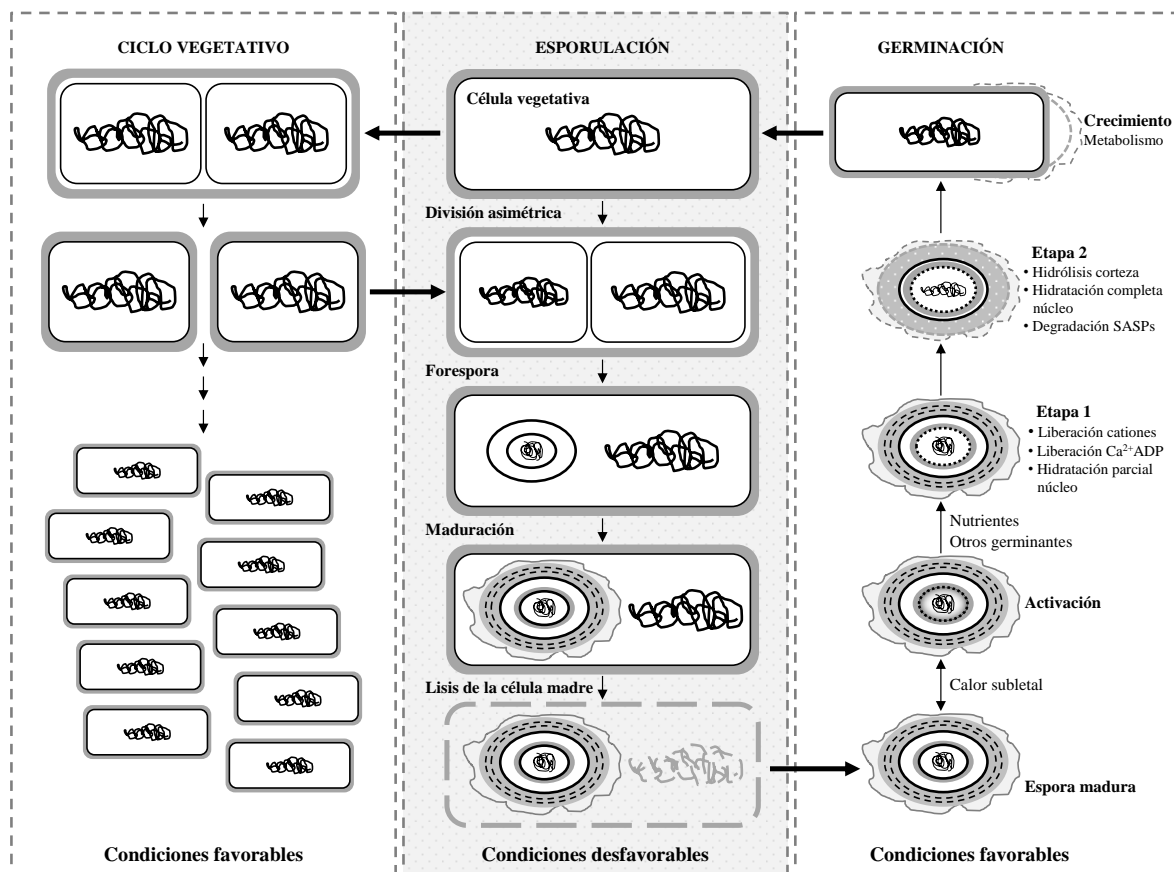 CICLO VEGETATIVO
ESPORULACIÓN
Célula vegetativa
División asimétrica
Forespora
Maduración
Lisis de la célula madre
GERMINACIÓN
Crecimiento
Metabolismo
Etapa 2
• Hidrólisis corteza
• Hidratación completa
núcleo
• Degradación SASPs
Etapa 1
• Liberación cationes
• Liberación Ca²⁺ADP
• Hidratación parcial
núcleo
Nutrientes
Otros germinantes
Activación
Calor subletal
Espora madura
Condiciones favorables
Condiciones desfavorables
Condiciones favorables